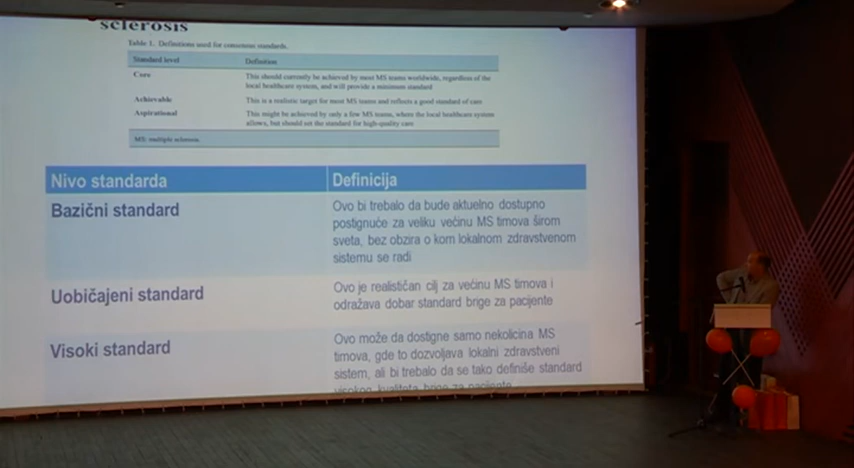 sclerosis
Table 1. Definitions used for consensus standards.
Standard level Definition
Core This should currently be achieved by most MS teams worldwide, regardless of the
local healthcare system, and will provide a minimum standard
Achievable This is a realistic target for most MS teams and reflects a good standard of care
Aspirational This might be achieved by only a few MS teams, where the local healthcare system
allows, but should set the standard for high-quality care
MS: multiple sclerosis.
Nivo standarda Definicija
Bazični standard Ovo bi trebalo da bude aktuelno dostupno
postignuće za veliku većinu MS timova širom
sveta, bez obzira o kom lokalnom zdravstvenom
sistemu se radi
Uobičajeni standard Ovo je realističan cilj za većinu MS timova i
odražava dobar standard brige za pacijente
Visoki standard Ovo može da dostigne samo nekolicina MS
timova, gde to dozvoljava lokalni zdravstveni
sistem, ali bi trebalo da se tako definiše standard
visokog kvaliteta brige za pacijente